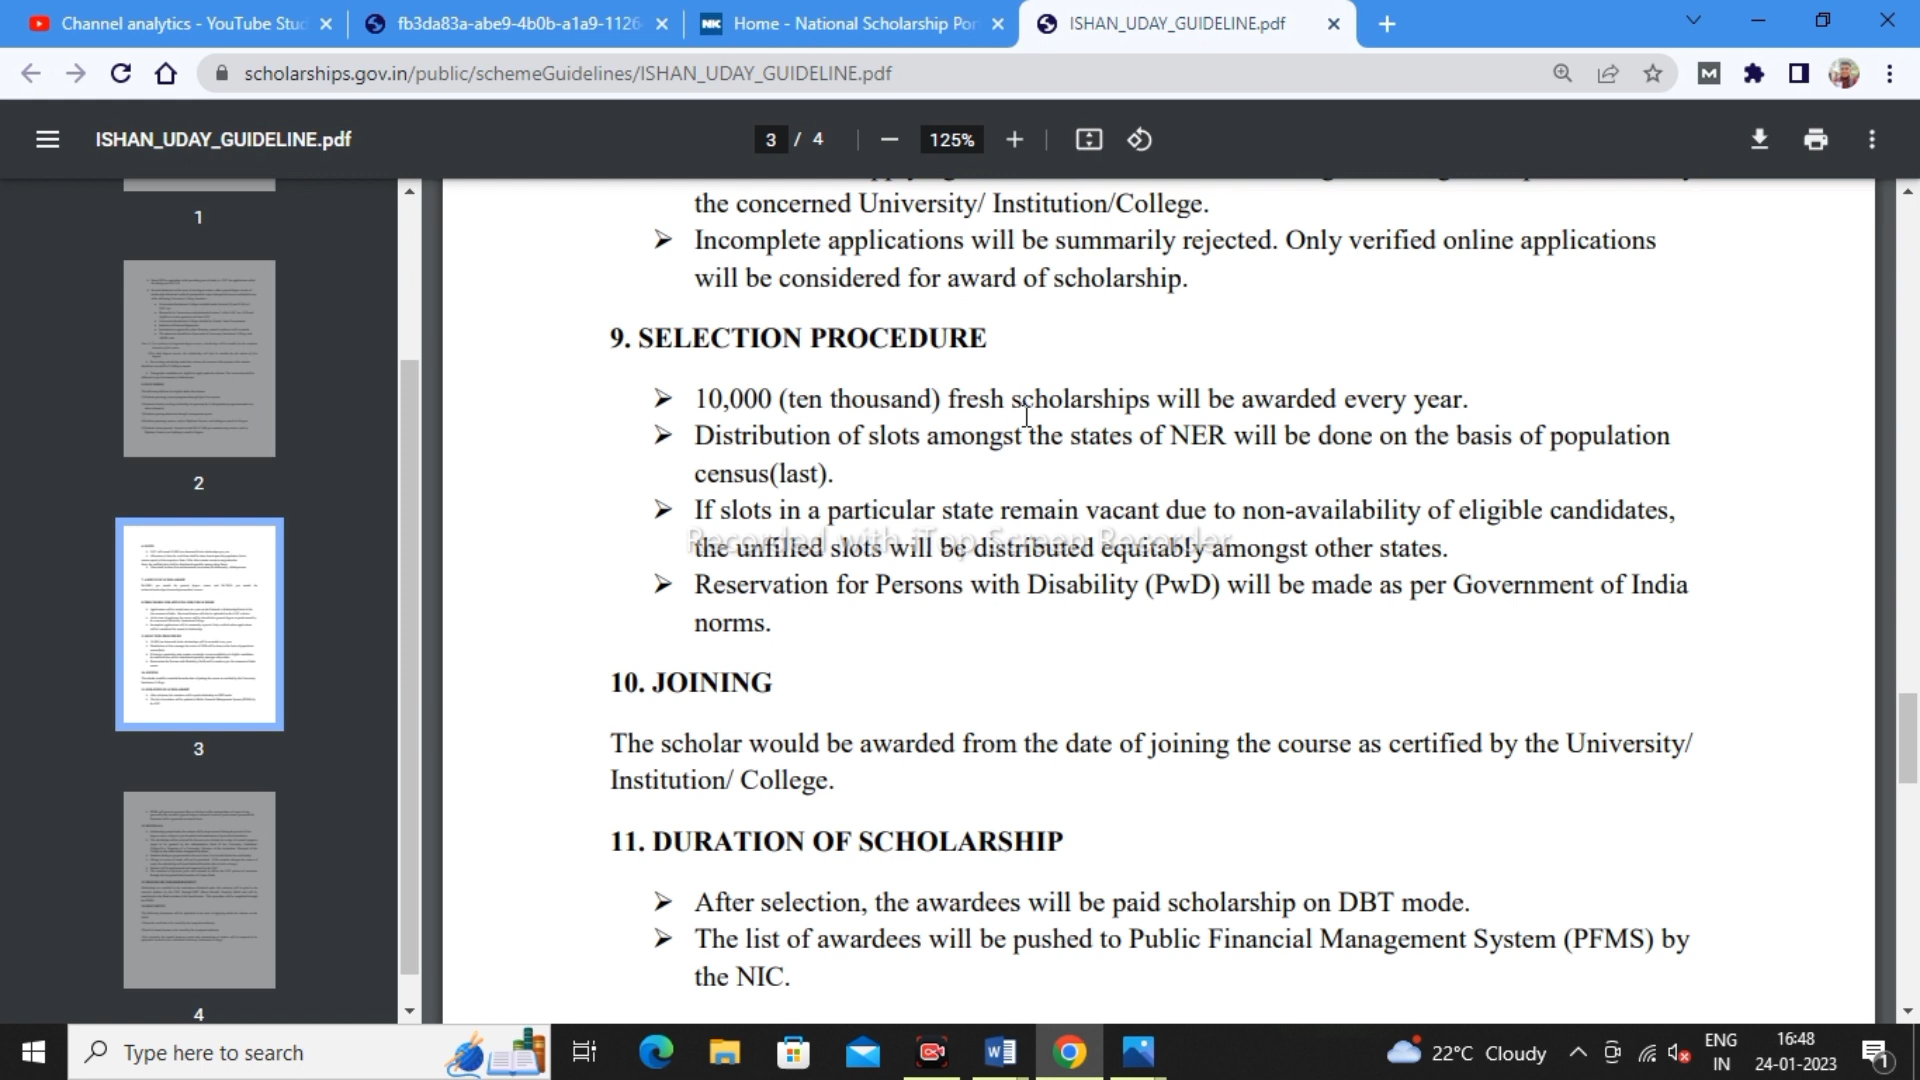 Channel analytics - YouTube Stu
fb3da83a-abe9-4b0b-a1a9-1126
NIC Home - National Scholarship Por
ISHAN_UDAY_GUIDELINE.pdf
scholarships.gov.in/public/schemeGuidelines/ISHAN_UDAY_GUIDELINE.pdf
ISHAN_UDAY_GUIDELINE.pdf
3 / 4
125%
1
2
3
4
the concerned University/ Institution/College.
➢ Incomplete applications will be summarily rejected. Only verified online applications
will be considered for award of scholarship.
9. SELECTION PROCEDURE
➢ 10,000 (ten thousand) fresh scholarships will be awarded every year.
➢ Distribution of slots amongst the states of NER will be done on the basis of population
census(last).
➢ If slots in a particular state remain vacant due to non-availability of eligible candidates,
Recorded with iTop Screen Recorder
the unfilled slots will be distributed equitably amongst other states.
➢ Reservation for Persons with Disability (PwD) will be made as per Government of India
norms.
10. JOINING
The scholar would be awarded from the date of joining the course as certified by the University/
Institution/ College.
11. DURATION OF SCHOLARSHIP
➢ After selection, the awardees will be paid scholarship on DBT mode.
➢ The list of awardees will be pushed to Public Financial Management System (PFMS) by
the NIC.
Type here to search
22°C Cloudy
ENG
IN
16:48
24-01-2023
1